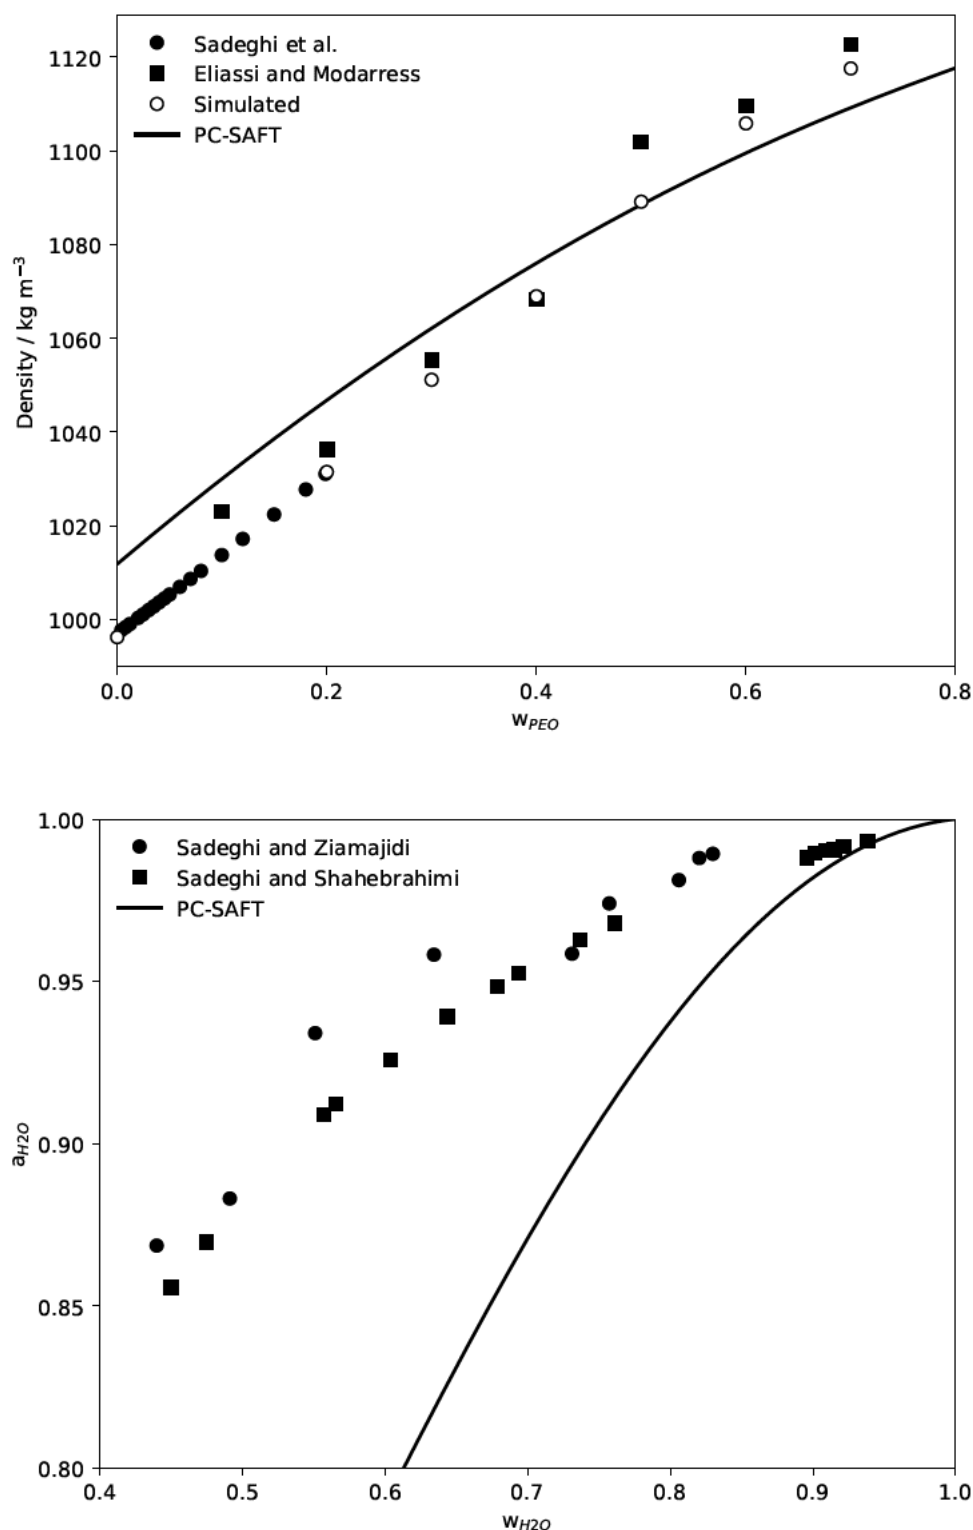 Sadeghi et al.
Eliassi and Modarress
Simulated
PC-SAFT
Density / kg m⁻³
1120
1100
1080
1060
1040
1020
1000
0.0 0.2 0.4 0.6 0.8
w_PEO
Sadeghi and Ziamajidi
Sadeghi and Shahebrahimi
PC-SAFT
a_H2O
1.00
0.95
0.90
0.85
0.80
0.4 0.5 0.6 0.7 0.8 0.9 1.0
w_H2O